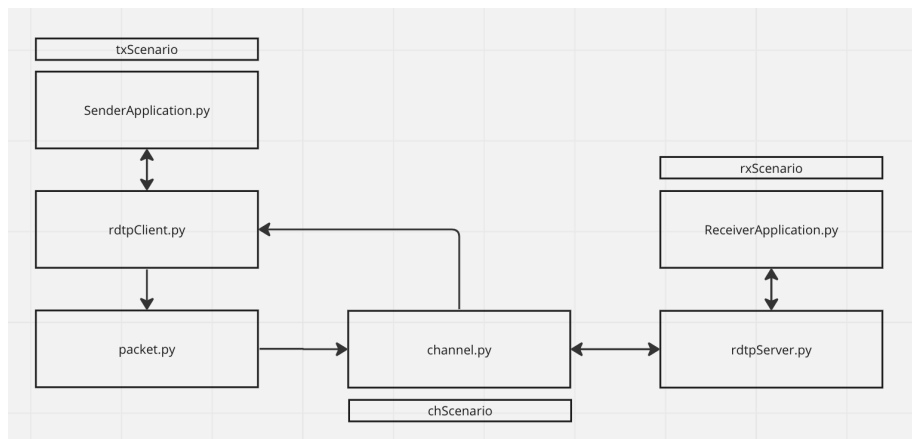 txScenario
SenderApplication.py
rxScenario
rdtpClient.py
ReceiverApplication.py
packet.py
channel.py
rdtpServer.py
chScenario